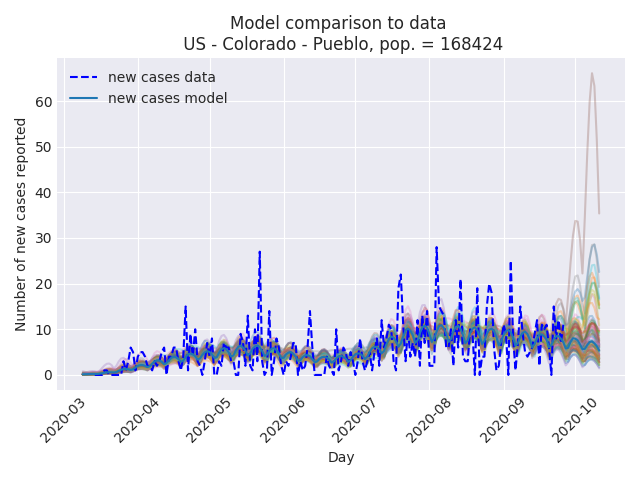 Model comparison to data
US - Colorado - Pueblo, pop. = 168424
new cases data
new cases model
Number of new cases reported
60
50
40
30
20
10
0
2020-03
2020-04
2020-05
2020-06
2020-07
2020-08
2020-09
2020-10
Day